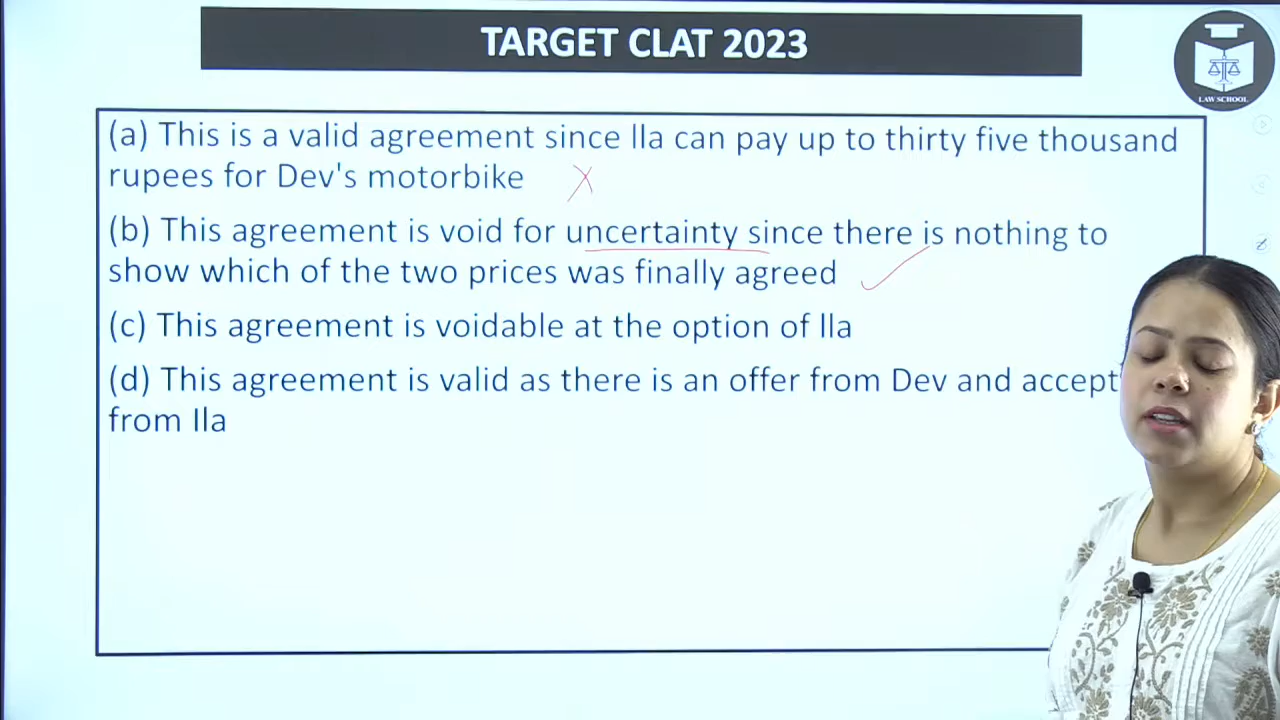 TARGET CLAT 2023
LAW SCHOOL
(a) This is a valid agreement since Ila can pay up to thirty five thousand
rupees for Dev's motorbike
(b) This agreement is void for uncertainty since there is nothing to
show which of the two prices was finally agreed
(c) This agreement is voidable at the option of Ila
(d) This agreement is valid as there is an offer from Dev and accept
from Ila